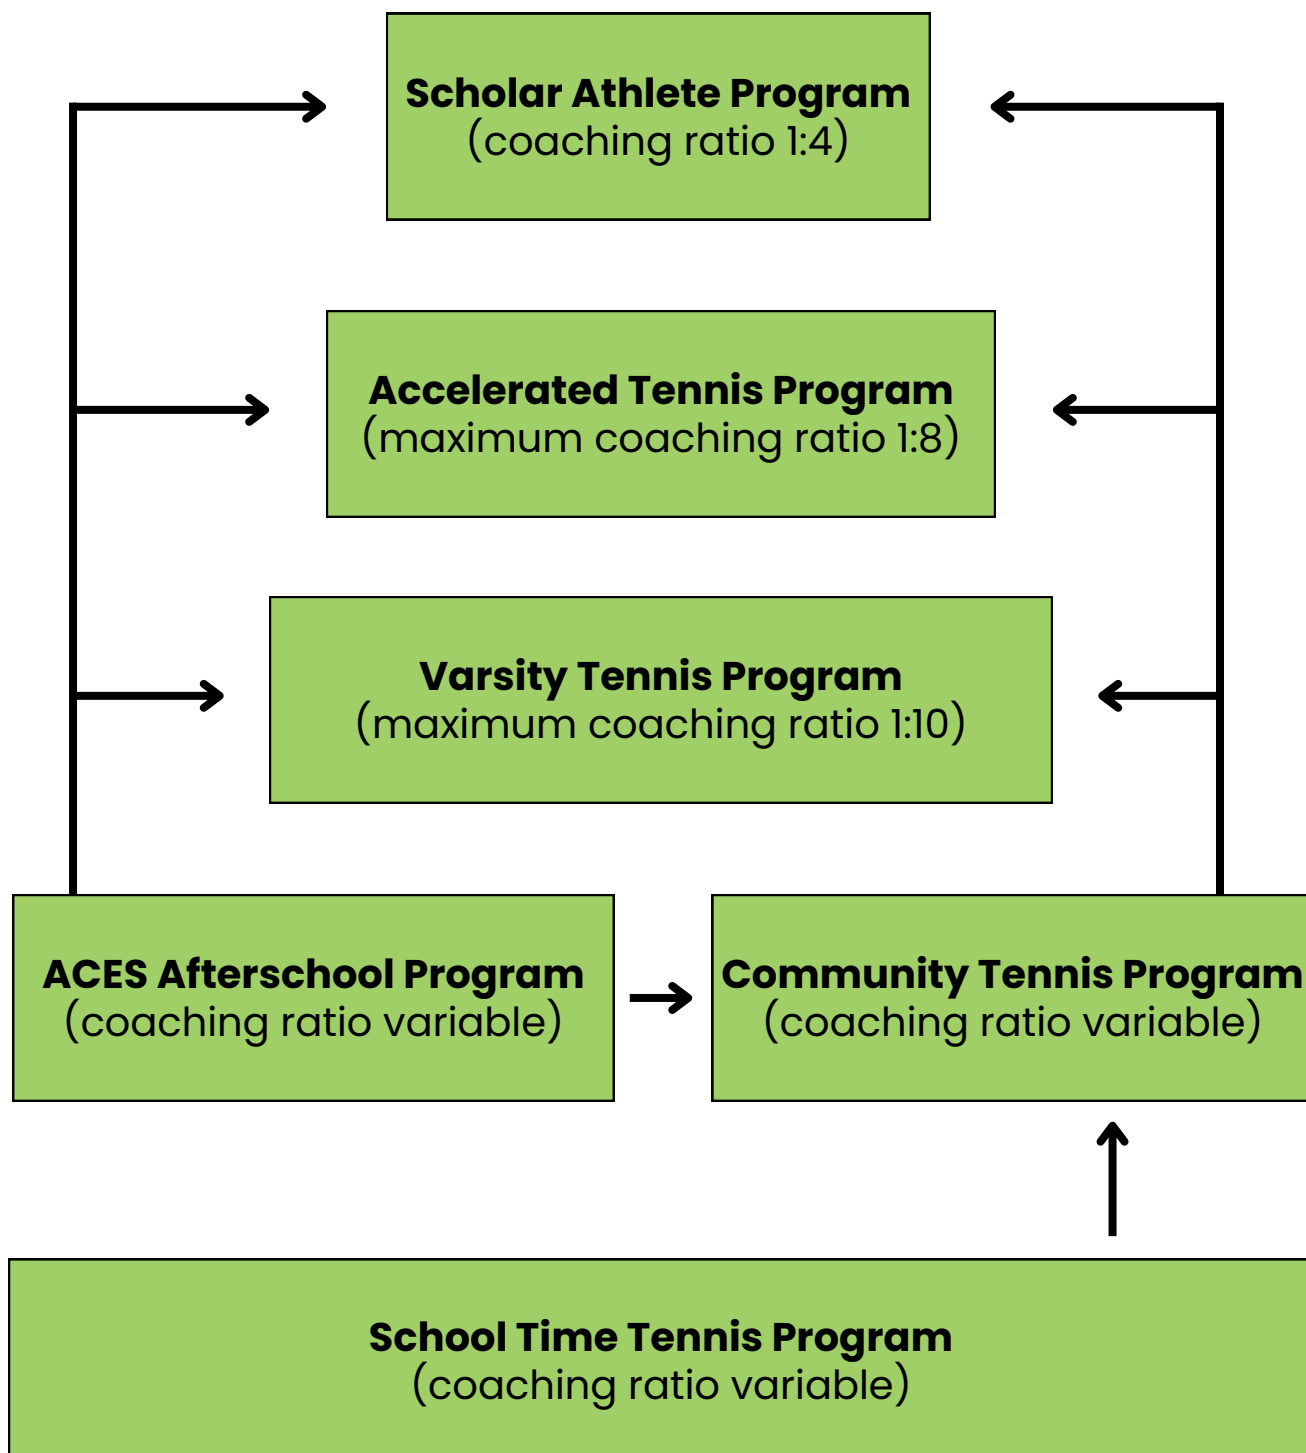 Scholar Athlete Program
(coaching ratio 1:4)
Accelerated Tennis Program
(maximum coaching ratio 1:8)
Varsity Tennis Program
(maximum coaching ratio 1:10)
ACES Afterschool Program
(coaching ratio variable)
Community Tennis Program
(coaching ratio variable)
School Time Tennis Program
(coaching ratio variable)